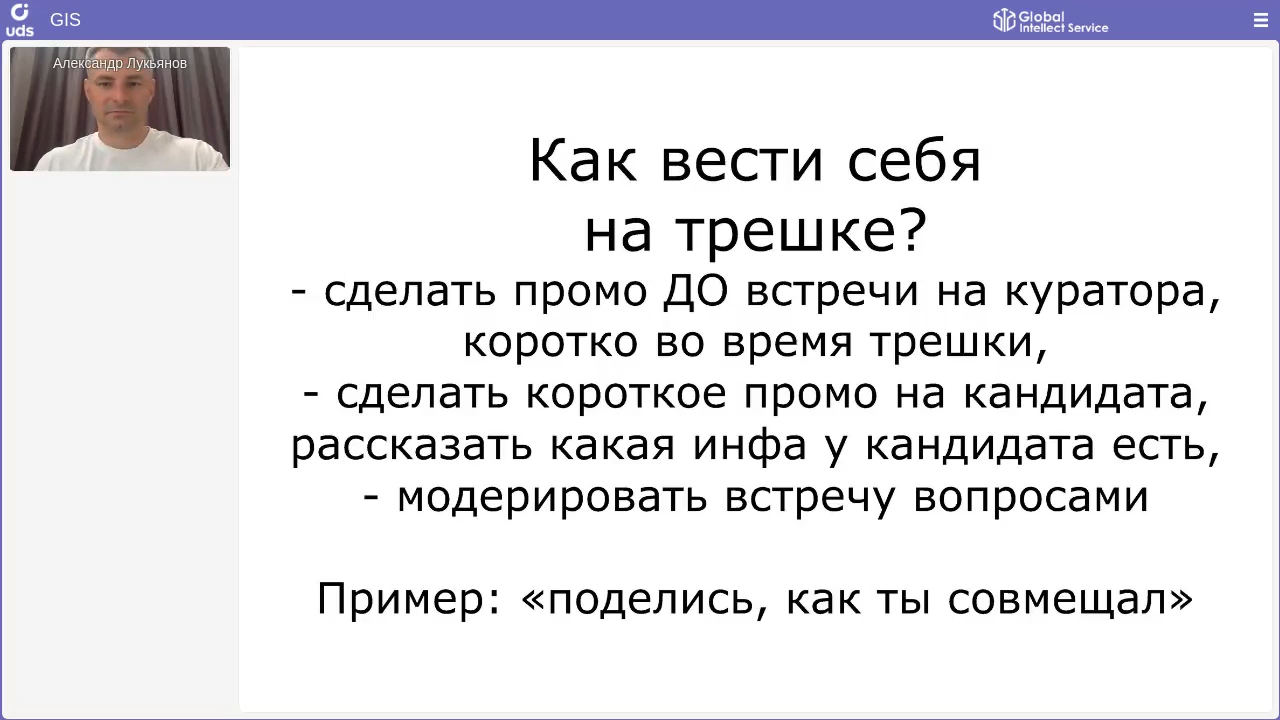 uds
GIS
Global
Intellect Service
Александр Лукьянов
Как вести себя
на трешке?
- сделать промо ДО встречи на куратора,
коротко во время трешки,
- сделать короткое промо на кандидата,
рассказать какая инфа у кандидата есть,
- модерировать встречу вопросами
Пример: «поделись, как ты совмещал»